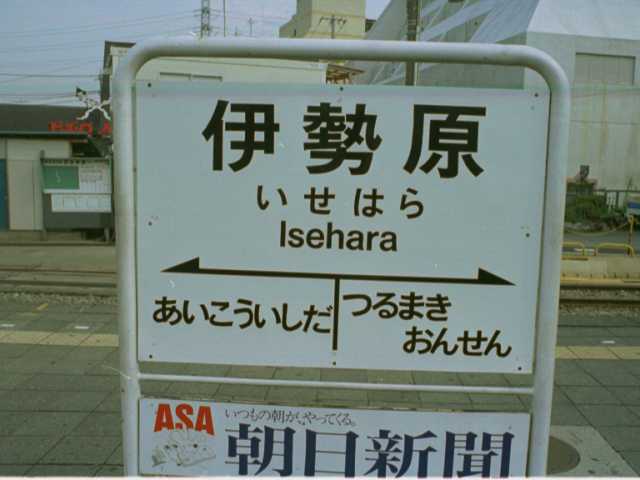 伊勢原
いせはら
Isehara
あいこういしだ
つるまき
おんせん
ASA
いつもの朝が、やってくる。
朝日新聞